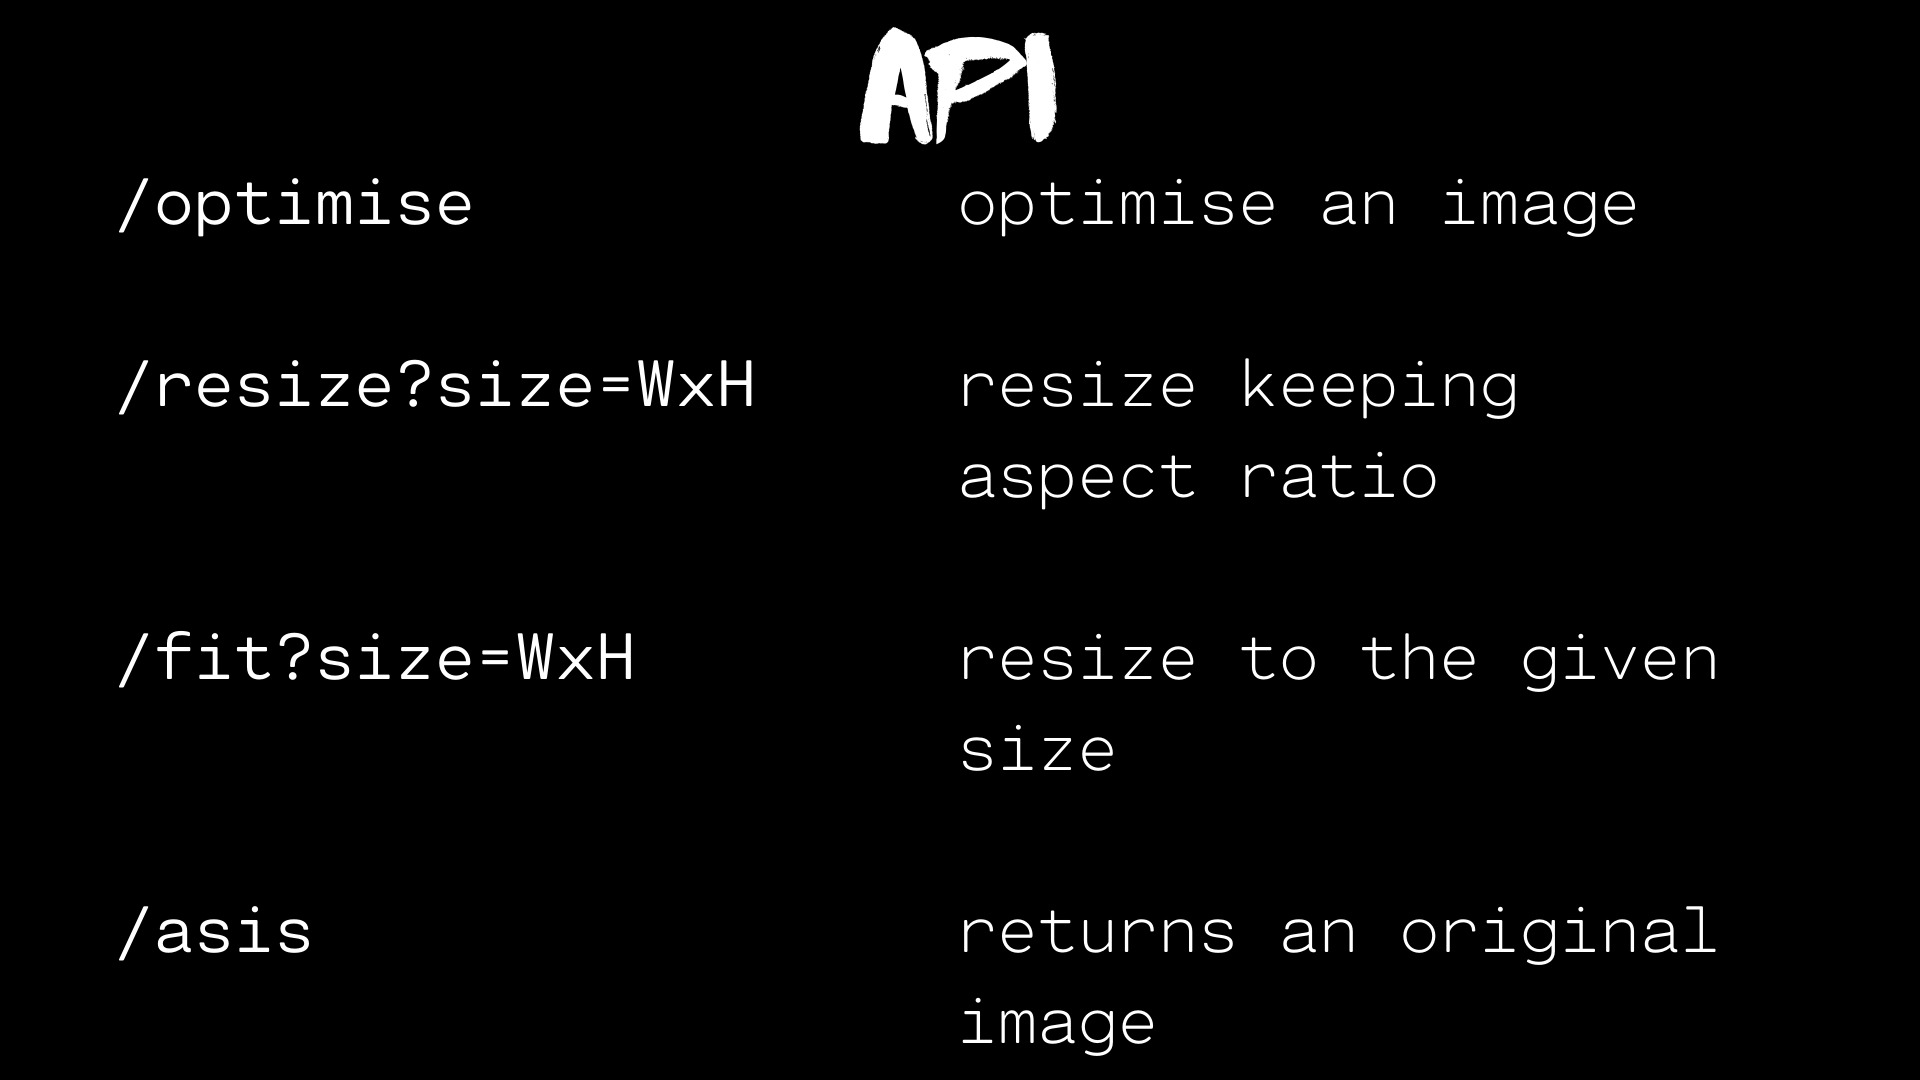 API
/optimise optimise an image
/resize?size=WxH resize keeping
aspect ratio
/fit?size=WxH resize to the given
size
/asis returns an original
image